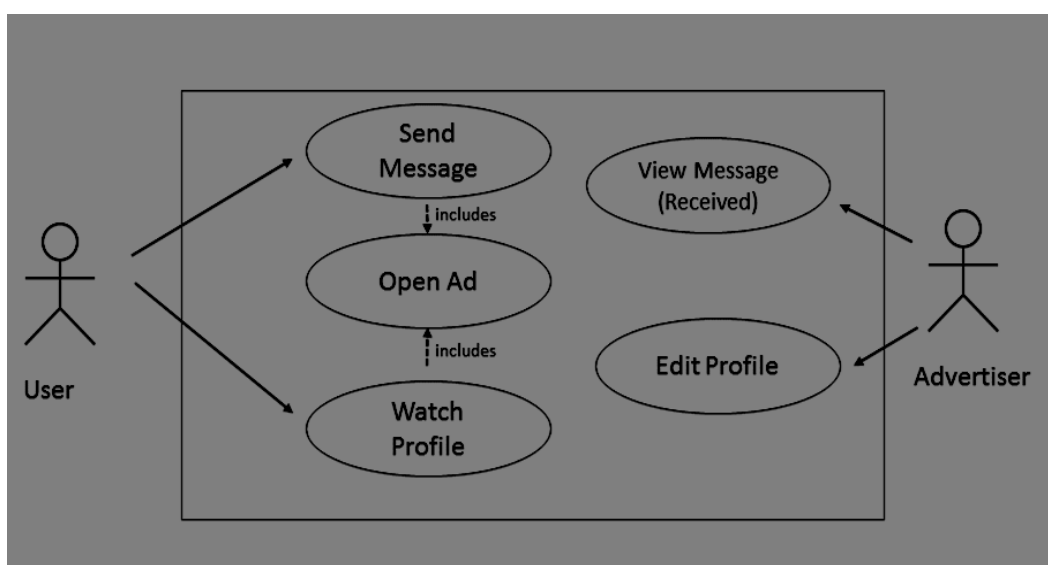 Send
Message
includes
Open Ad
includes
Watch
Profile
View Message
(Received)
Edit Profile
User
Advertiser